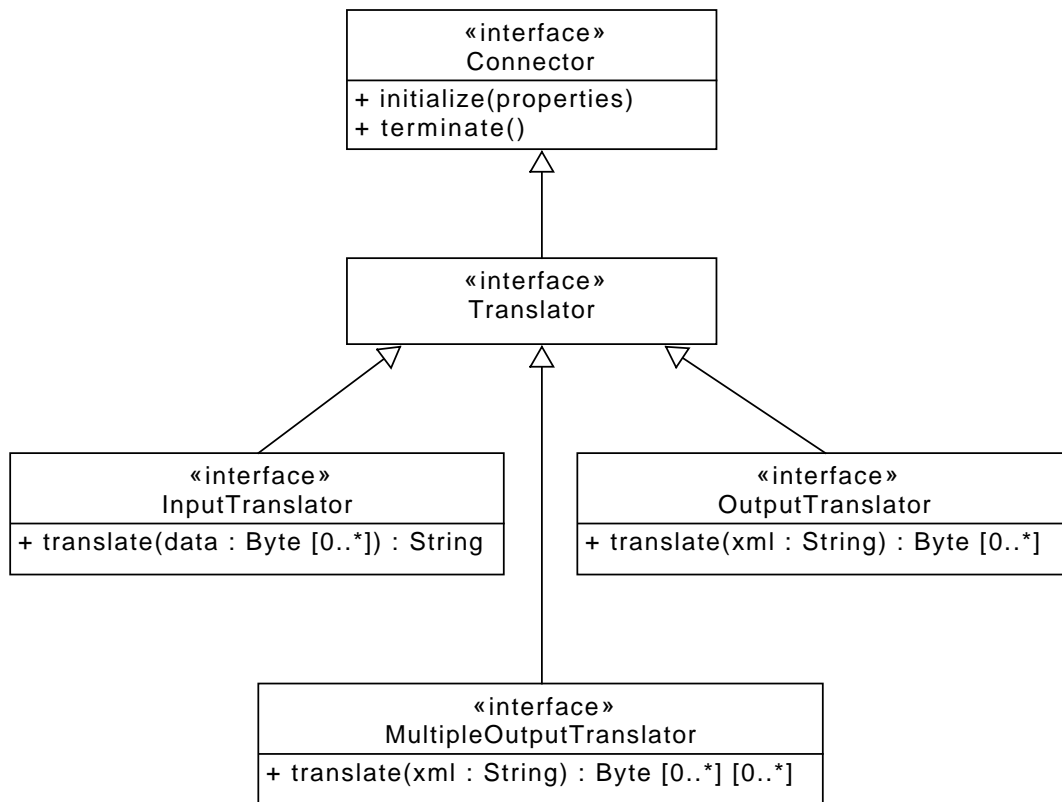 «interface»
Connector
+ initialize(properties)
+ terminate()
«interface»
Translator
«interface»
InputTranslator
+ translate(data : Byte [0..*]) : String
«interface»
OutputTranslator
+ translate(xml : String) : Byte [0..*]
«interface»
MultipleOutputTranslator
+ translate(xml : String) : Byte [0..*] [0..*]